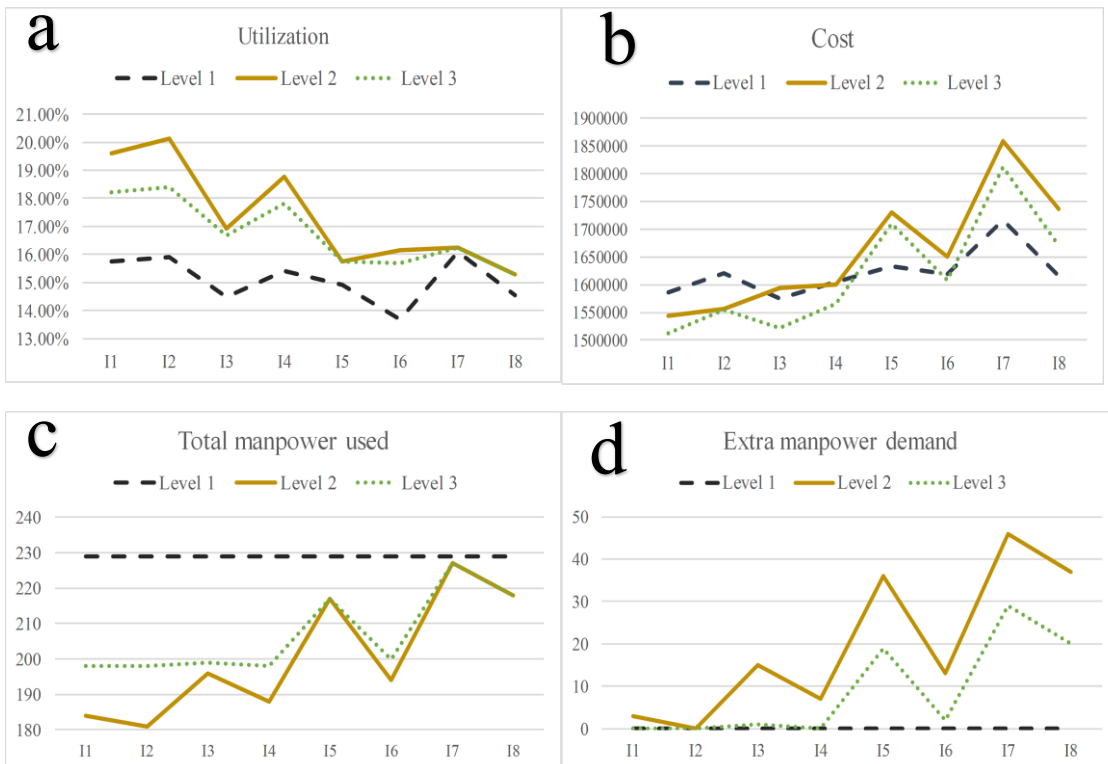 a
Utilization
Level 1 Level 2 Level 3
21.00%
20.00%
19.00%
18.00%
17.00%
16.00%
15.00%
14.00%
13.00%
I1 I2 I3 I4 I5 I6 I7 I8
b
Cost
Level 1 Level 2 Level 3
1900000
1850000
1800000
1750000
1700000
1650000
1600000
1550000
1500000
I1 I2 I3 I4 I5 I6 I7 I8
c
Total manpower used
Level 1 Level 2 Level 3
240
230
220
210
200
190
180
I1 I2 I3 I4 I5 I6 I7 I8
d
Extra manpower demand
Level 1 Level 2 Level 3
50
40
30
20
10
0
I1 I2 I3 I4 I5 I6 I7 I8